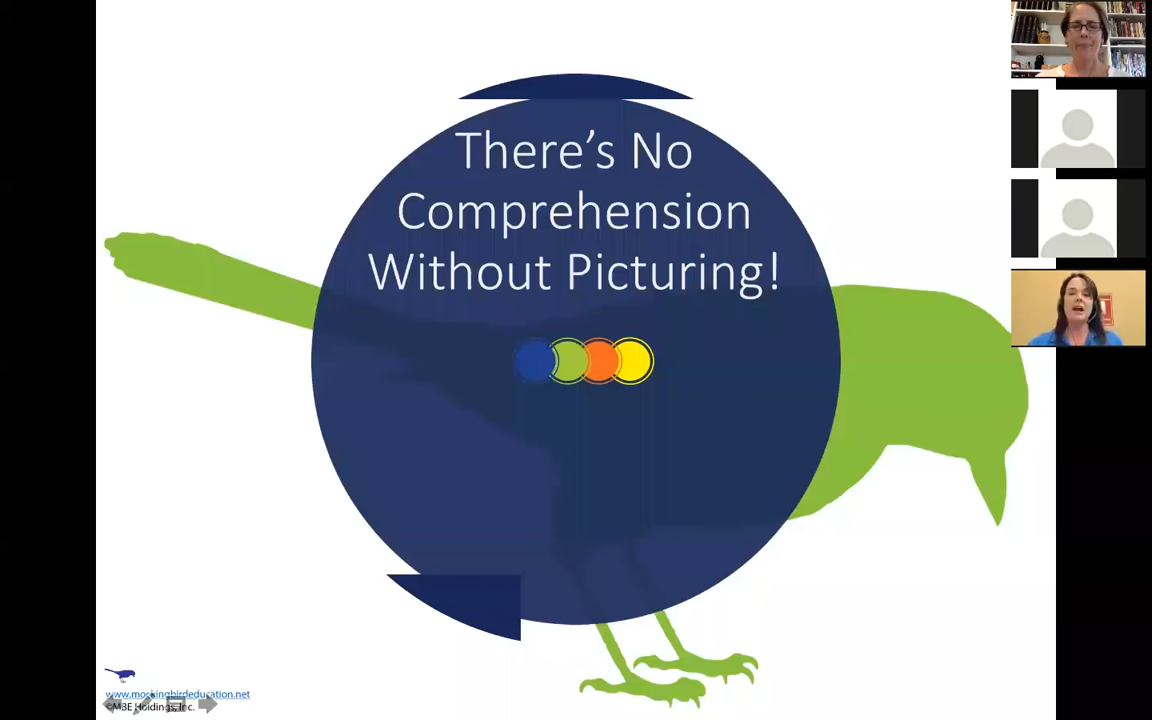 There's No
Comprehension
Without Picturing!
www.mockingbirdeducation.net
©MBE Holdings, Inc.